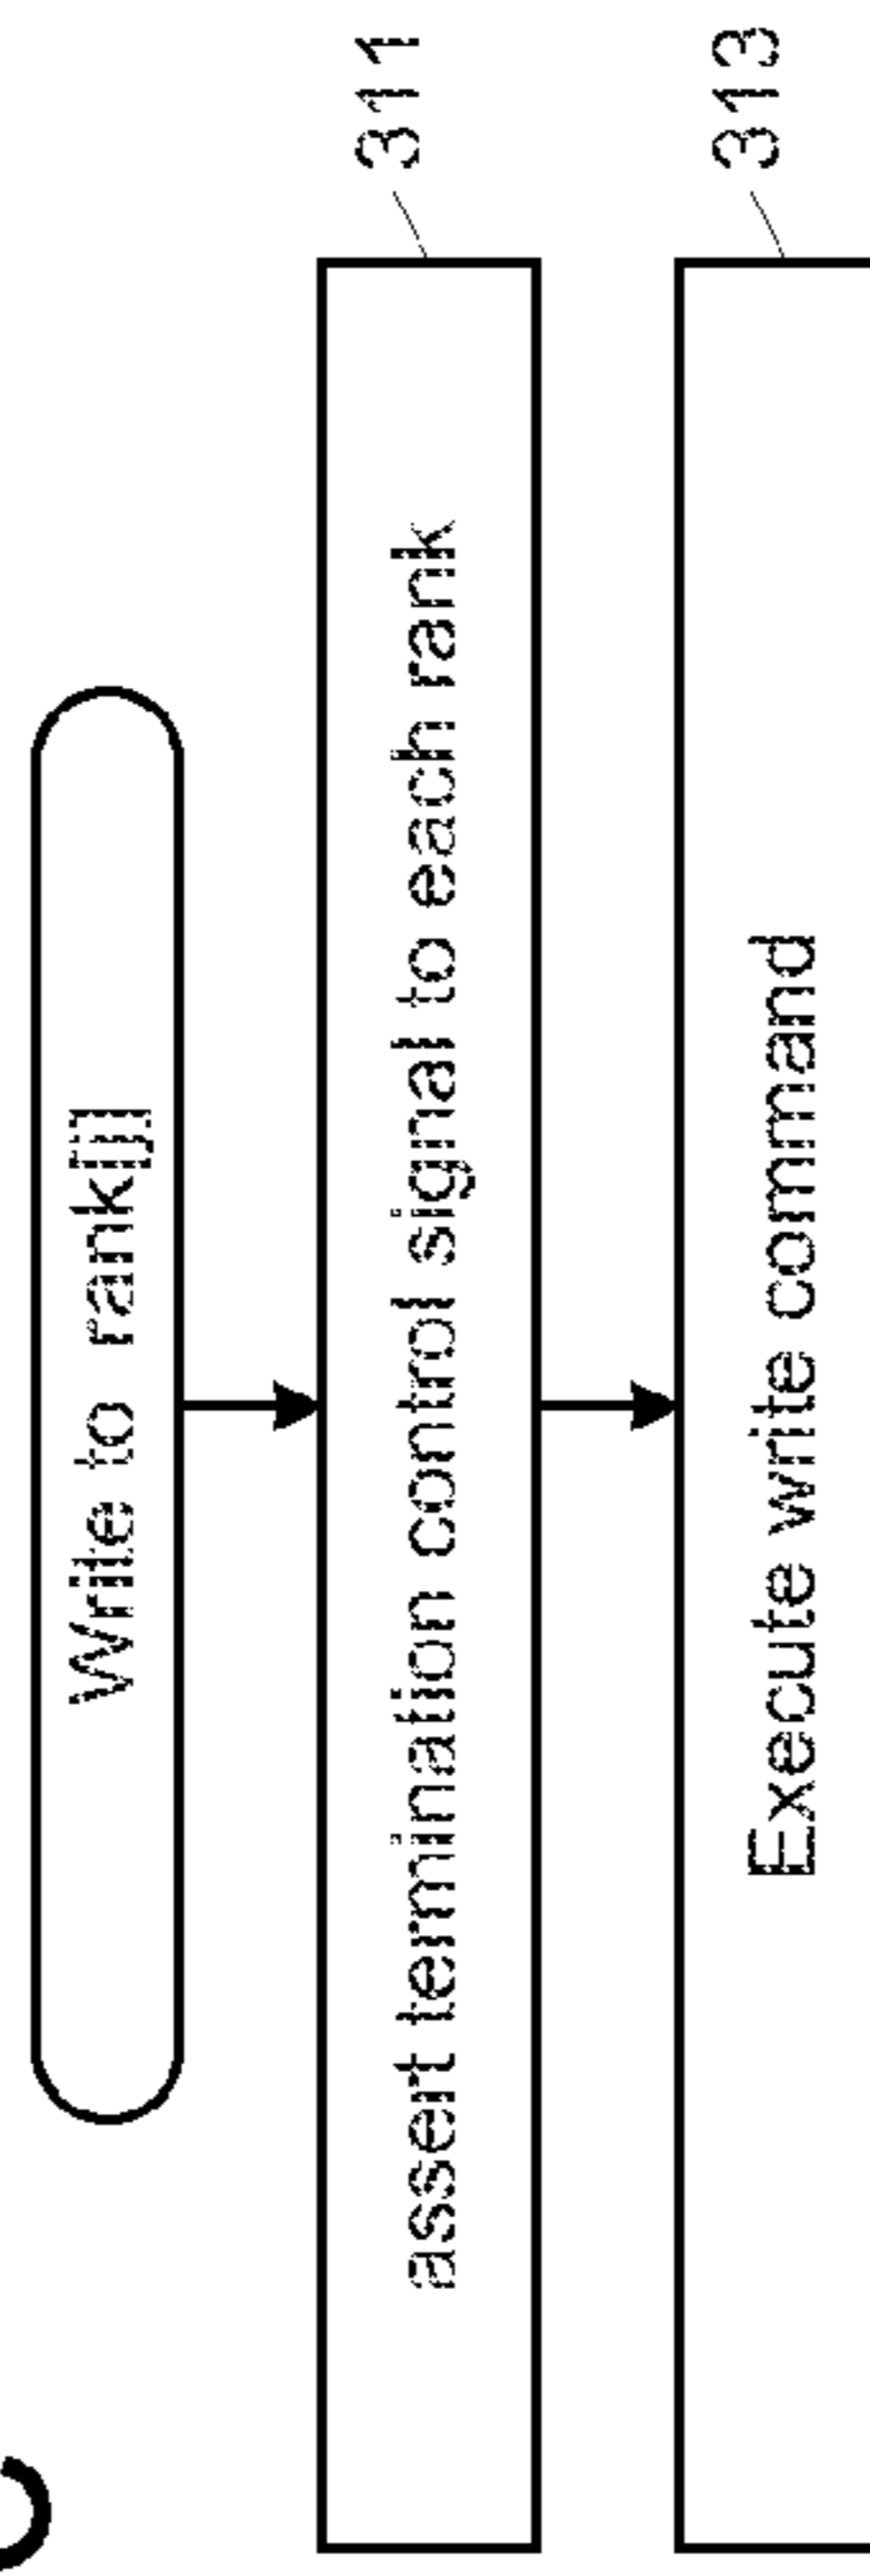 Write to rank[j]
311
assert termination control signal to each rank
313
Execute write command